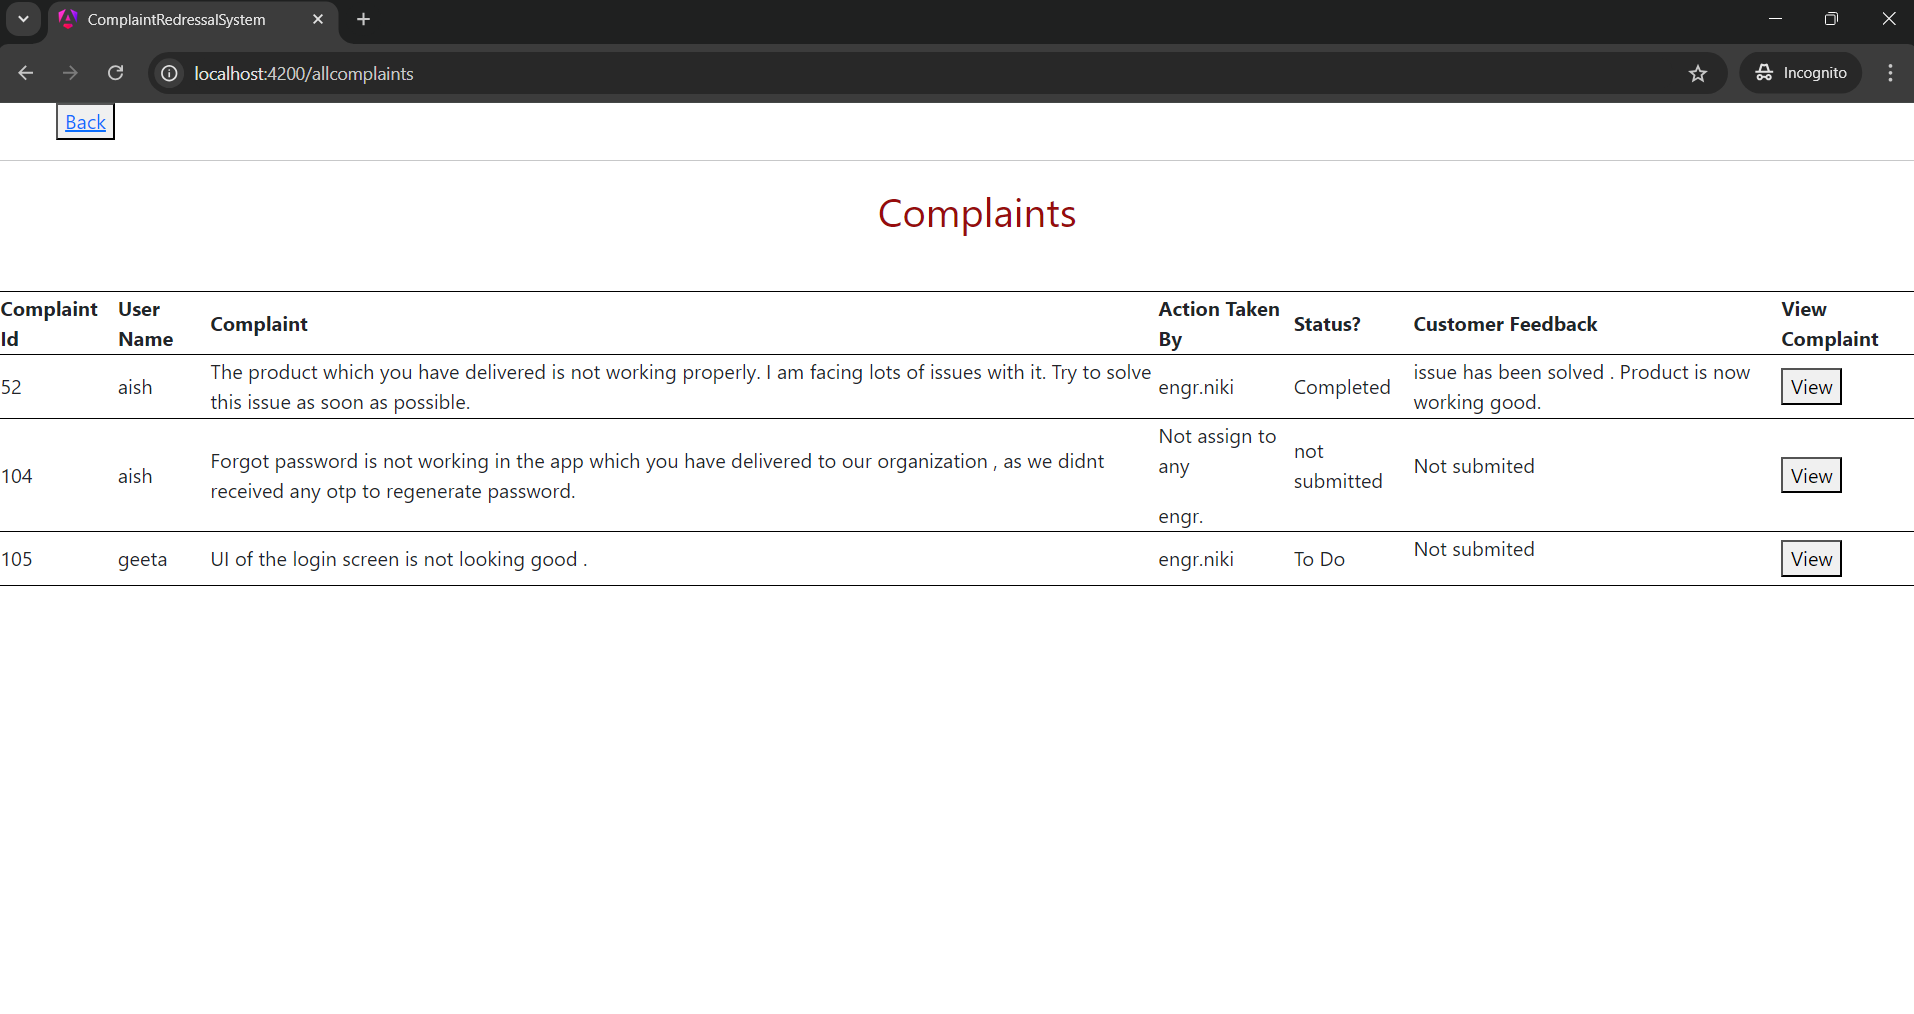 ComplaintRedressalSystem
localhost:4200/allcomplaints
Incognito
Back
Complaints
Complaint Id
User Name
Complaint
Action Taken By
Status?
Customer Feedback
View Complaint
52
aish
The product which you have delivered is not working properly. I am facing lots of issues with it. Try to solve
this issue as soon as possible.
engr.niki
Completed
issue has been solved . Product is now
working good.
View
104
aish
Forgot password is not working in the app which you have delivered to our organization , as we didnt
received any otp to regenerate password.
Not assign to
any
engr.
not
submitted
Not submited
View
105
geeta
UI of the login screen is not looking good .
engr.niki
To Do
Not submited
View